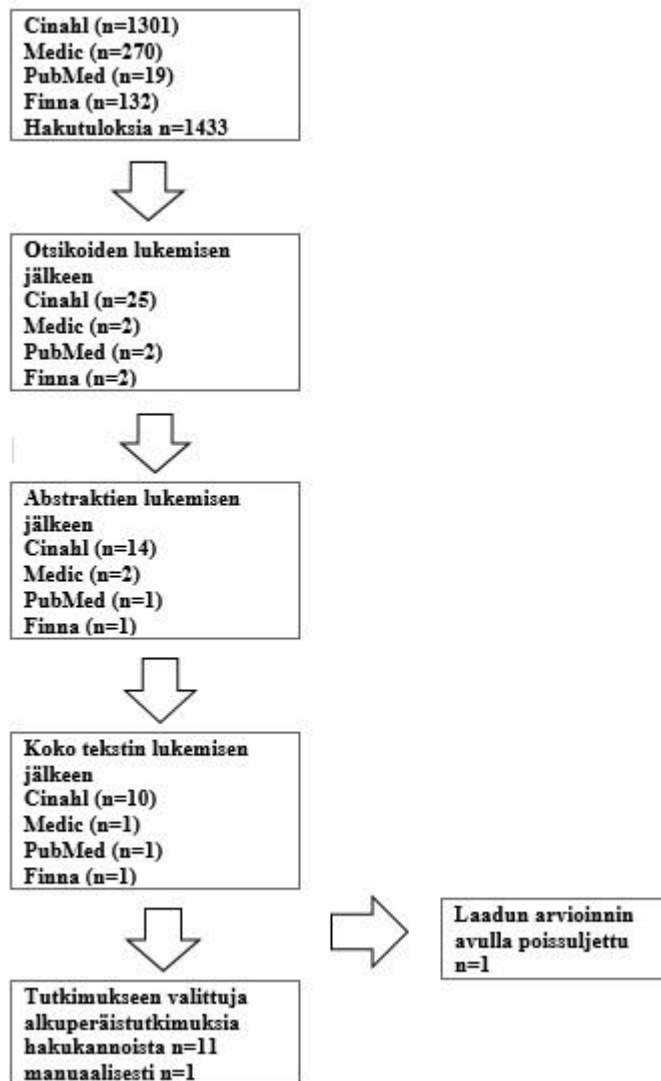 Cinahl (n=1301)
Medic (n=270)
PubMed (n=19)
Finna (n=132)
Hakutuloksia n=1433
Otsikoiden lukemisen
jälkeen
Cinahl (n=25)
Medic (n=2)
PubMed (n=2)
Finna (n=2)
Abstraktien lukemisen
jälkeen
Cinahl (n=14)
Medic (n=2)
PubMed (n=1)
Finna (n=1)
Koko tekstin lukemisen
jälkeen
Cinahl (n=10)
Medic (n=1)
PubMed (n=1)
Finna (n=1)
Laadun arvioinnin
avulla poissuljettu
n=1
Tutkimukseen valittuja
alkuperäistutkimuksia
hakukannoista n=11
manuaalisesti n=1